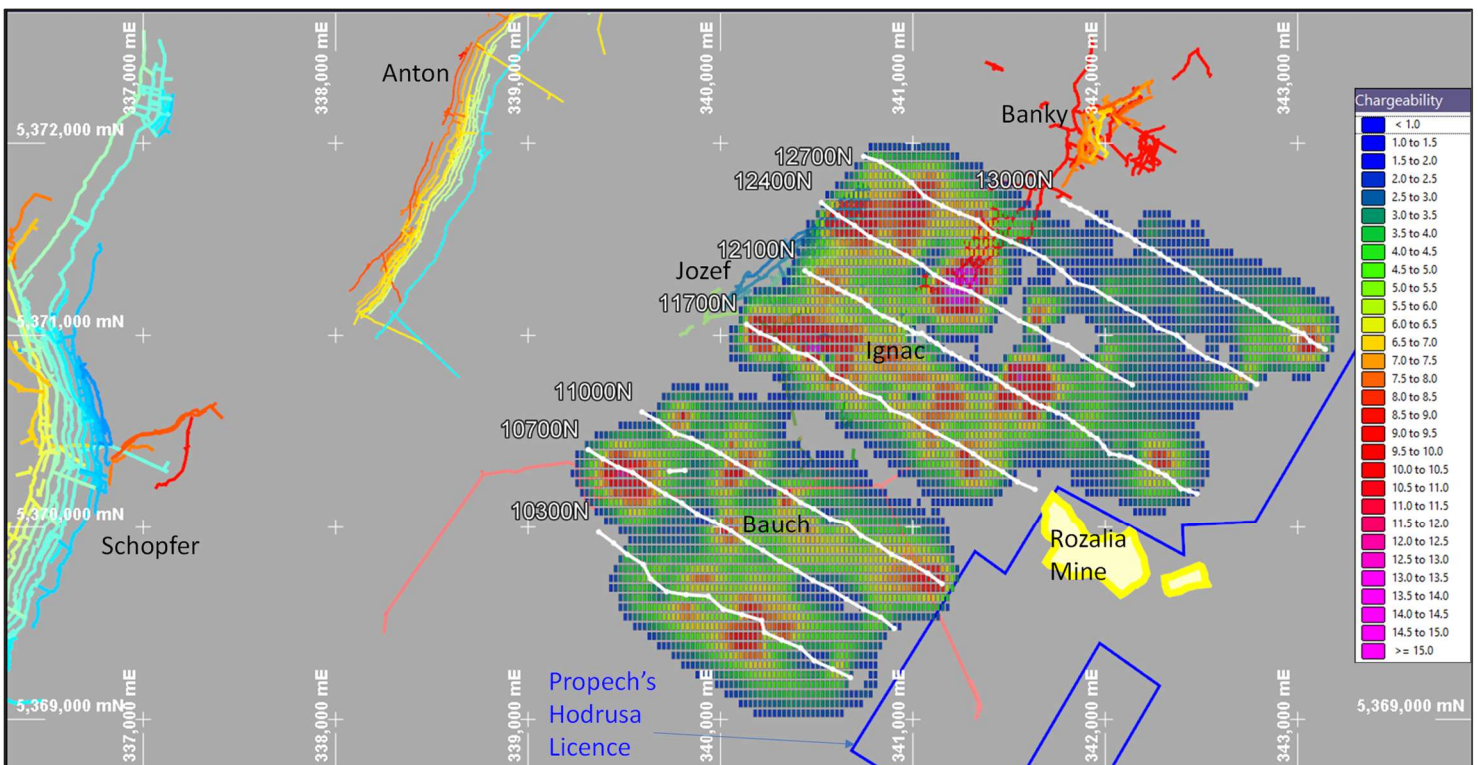 337,000 mE
338,000 mE
339,000 mE
340,000 mE
341,000 mE
342,000 mE
343,000 mE
Anton
Banky
5,372,000 mN
12700N
12400N
13000N
12100N
Jozef
11700N
5,371,000 mN
Ignac
11000N
10700N
10300N
5,370,000 mN
Bauch
Schopfer
Rozalia
Mine
Propech's
Hodrusa
Licence
5,369,000 mN
5,369,000 mN
337,000 mE
338,000 mE
339,000 mE
340,000 mE
341,000 mE
342,000 mE
343,000 mE
Chargeability
< 1.0
1.0 to 1.5
1.5 to 2.0
2.0 to 2.5
2.5 to 3.0
3.0 to 3.5
3.5 to 4.0
4.0 to 4.5
4.5 to 5.0
5.0 to 5.5
5.5 to 6.0
6.0 to 6.5
6.5 to 7.0
7.0 to 7.5
7.5 to 8.0
8.0 to 8.5
8.5 to 9.0
9.0 to 9.5
9.5 to 10.0
10.0 to 10.5
10.5 to 11.0
11.0 to 11.5
11.5 to 12.0
12.0 to 12.5
12.5 to 13.0
13.0 to 13.5
13.5 to 14.0
14.0 to 14.5
14.5 to 15.0
>= 15.0